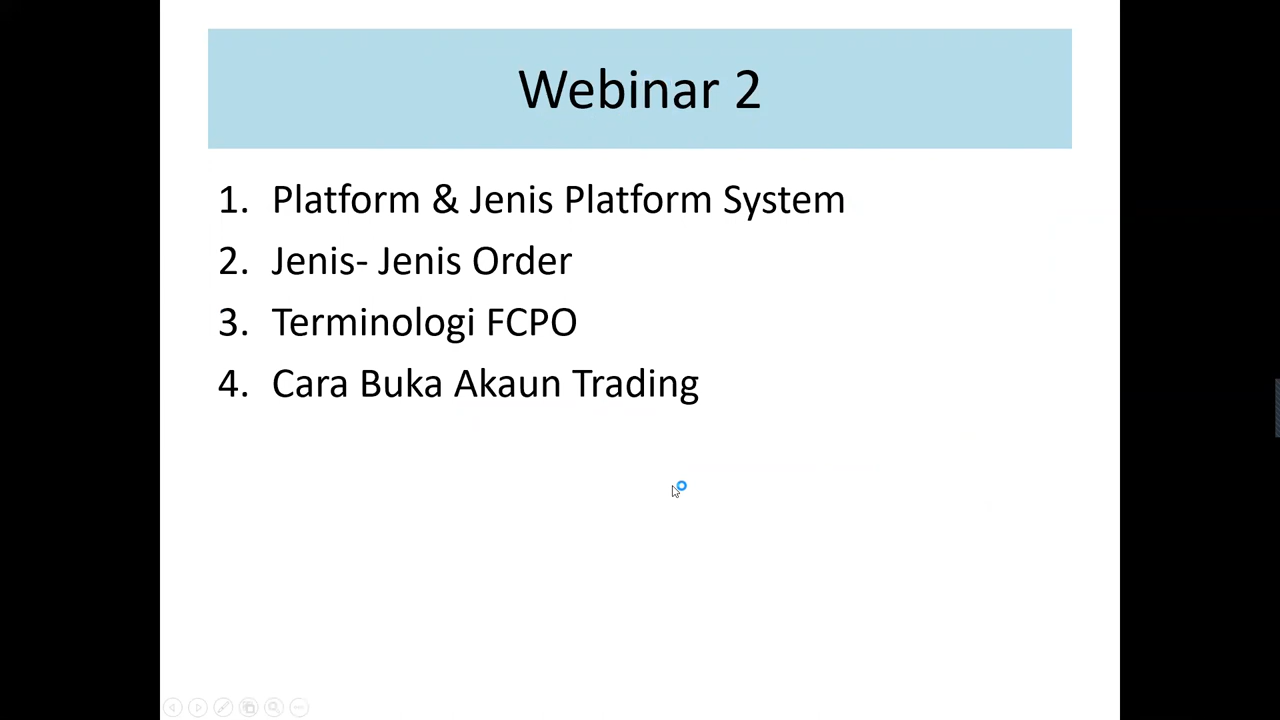 Webinar 2
1. Platform & Jenis Platform System
2. Jenis- Jenis Order
3. Terminologi FCPO
4. Cara Buka Akaun Trading